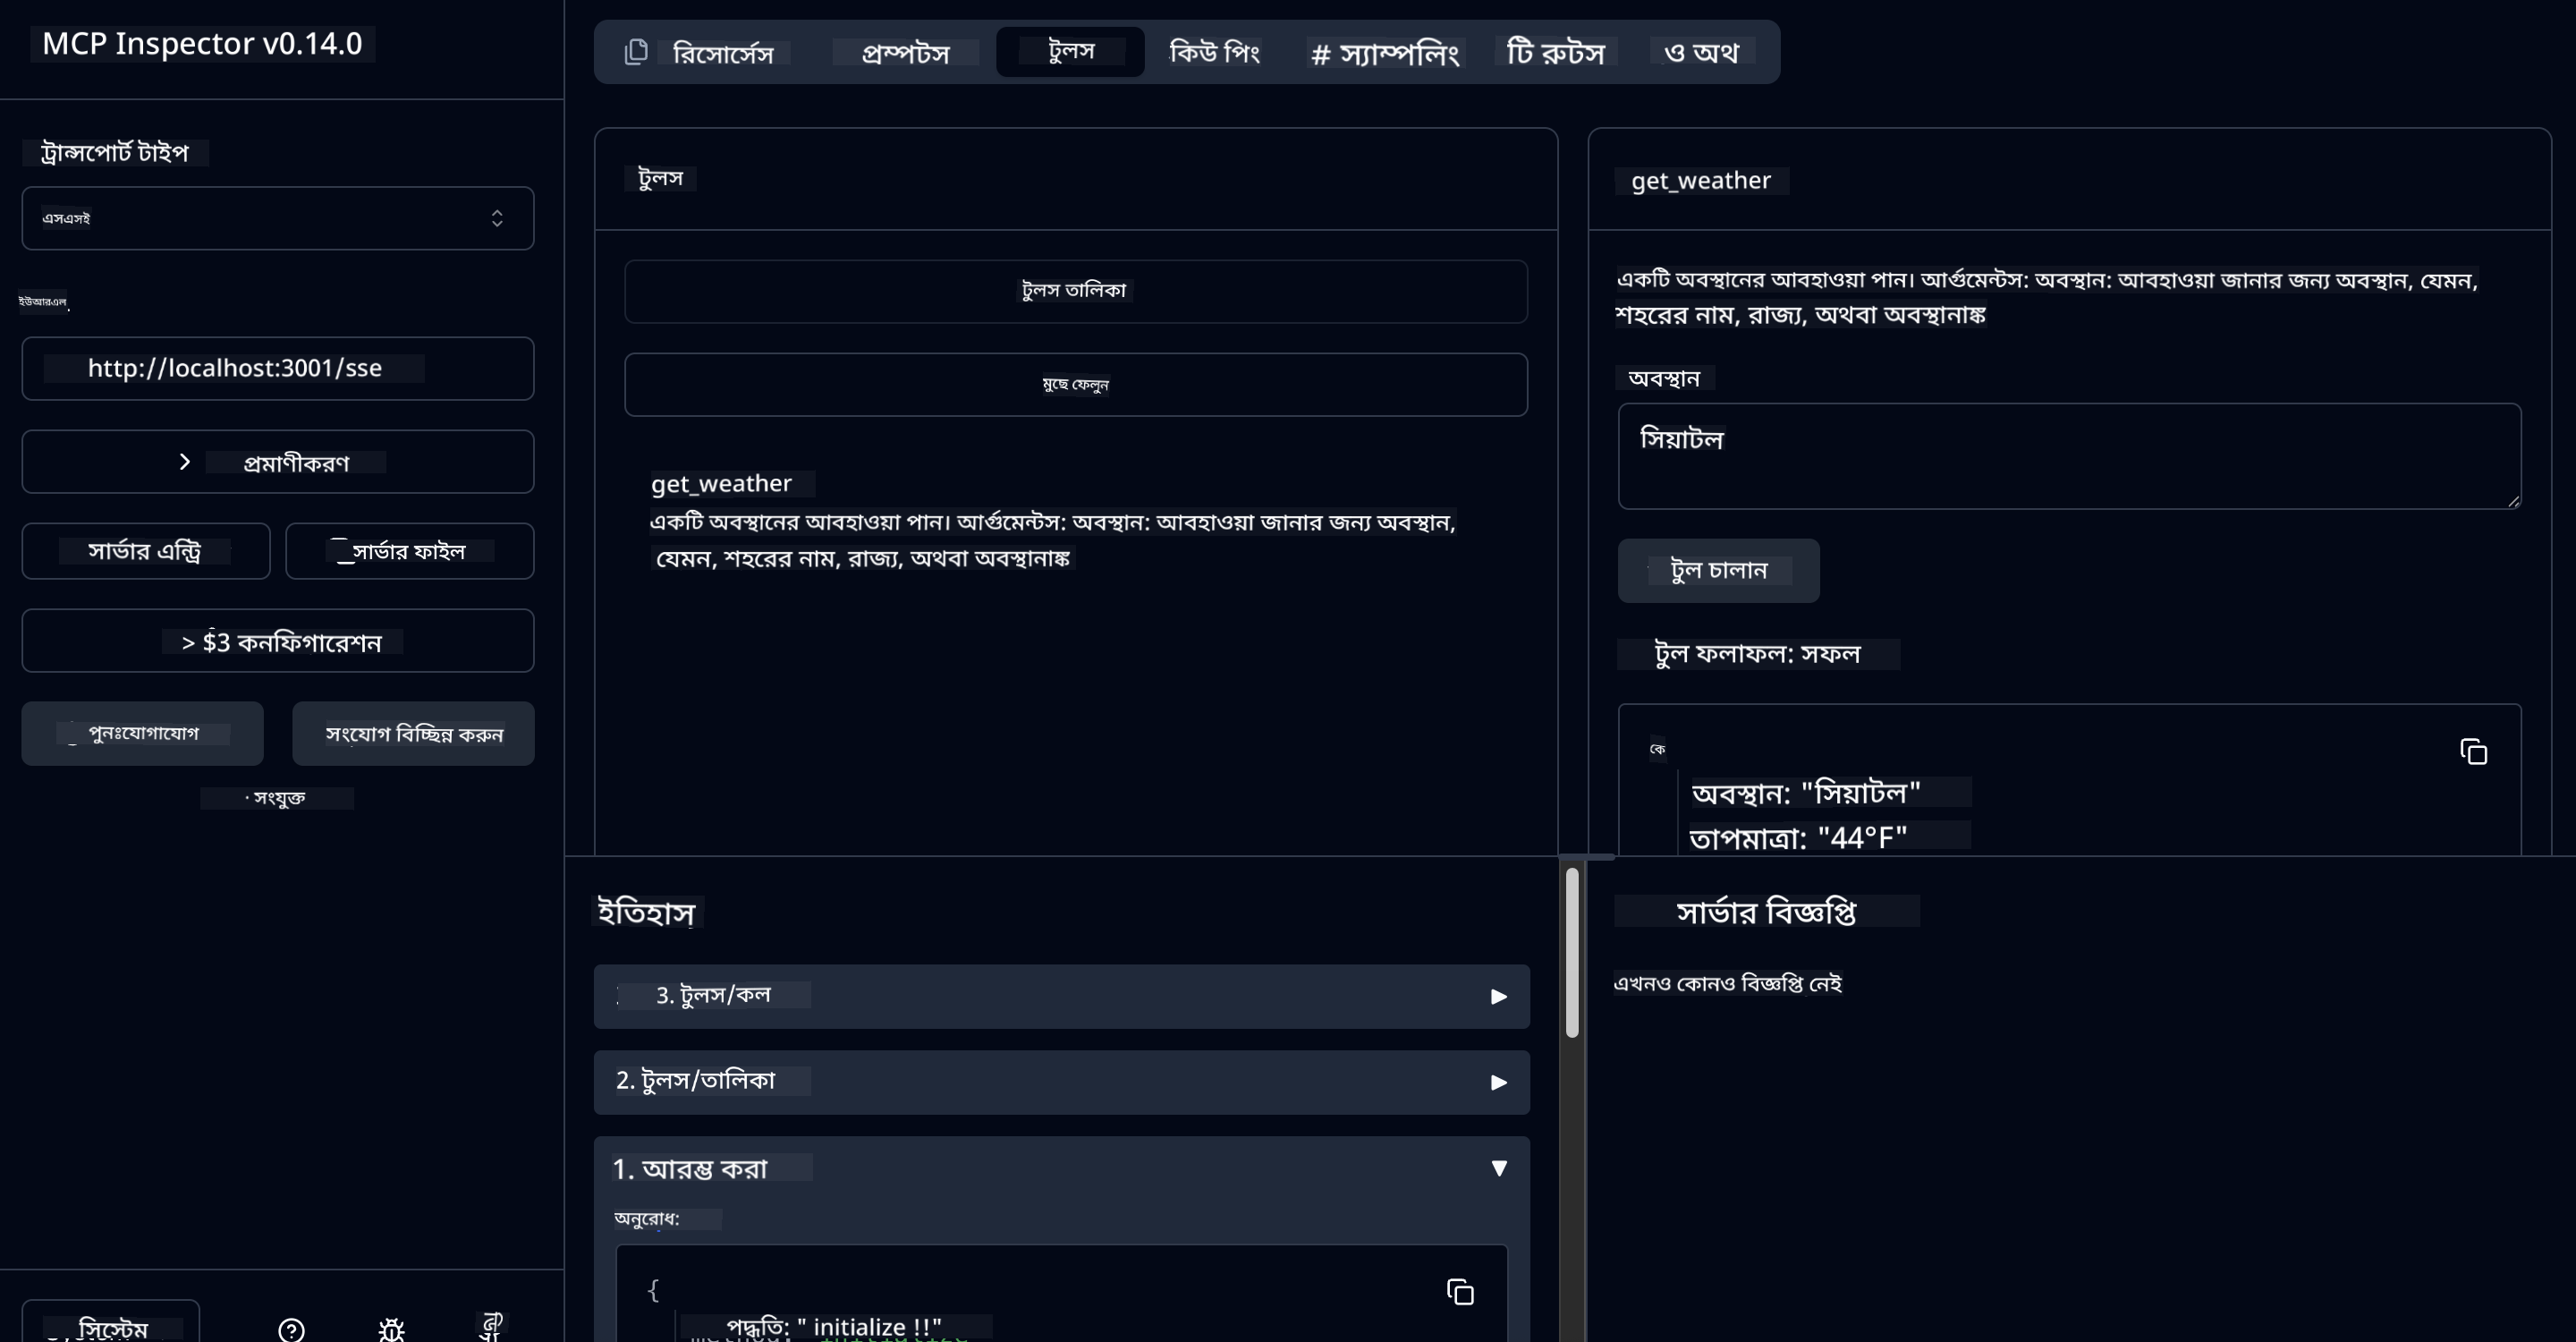 MCP Inspector v0.14.0
ট্রান্সপোর্ট টাইপ
এসএসই
ইউআরএল
http://localhost:3001/sse
প্রমাণীকরণ
সার্ভার এন্ট্রি
সার্ভার ফাইল
> $3 কনফিগারেশন
পুনঃযোগাযোগ
সংযোগ বিচ্ছিন্ন করুন
· সংযুক্ত
সিস্টেম
রিসোর্সেস
প্রম্পটস
টুলস
কিউ পিং
# স্যাম্পলিং
টি রুটস
ও অথ
টুলস
টুলস তালিকা
মুছে ফেলুন
get_weather
একটি অবস্থানের আবহাওয়া পান। আর্গুমেন্টস: অবস্থান: আবহাওয়া জানার জন্য অবস্থান,
যেমন, শহরের নাম, রাজ্য, অথবা অবস্থানাঙ্ক
get_weather
একটি অবস্থানের আবহাওয়া পান। আর্গুমেন্টস: অবস্থান: আবহাওয়া জানার জন্য অবস্থান, যেমন,
শহরের নাম, রাজ্য, অথবা অবস্থানাঙ্ক
অবস্থান
সিয়াটল
টুল চালান
টুল ফলাফল: সফল
কে
অবস্থান: "সিয়াটল"
তাপমাত্রা: "44°F"
ইতিহাস
3. টুলস/কল
2. টুলস/তালিকা
1. আরম্ভ করা
অনুরোধ:
{
পদ্ধতি: " initialize !!"
সার্ভার বিজ্ঞপ্তি
এখনও কোনও বিজ্ঞপ্তি নেই